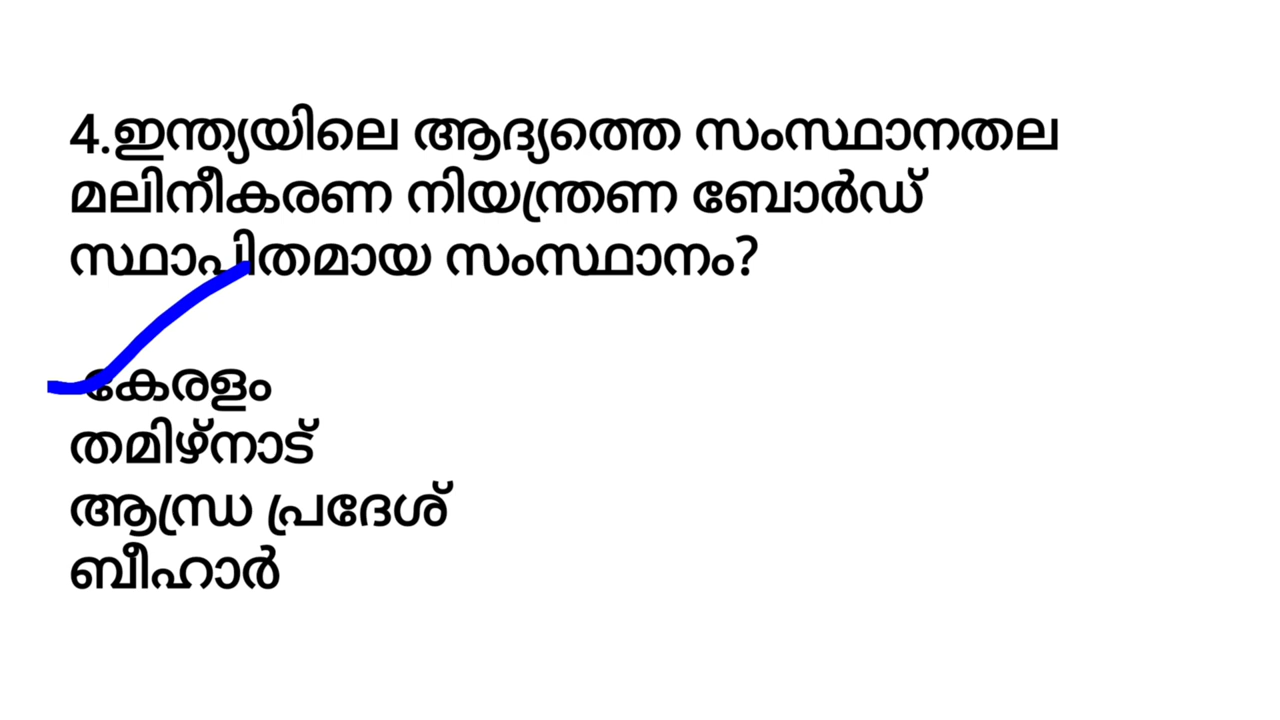 4.ഇന്ത്യയിലെ ആദ്യത്തെ സംസ്ഥാനതല
മലിനീകരണ നിയന്ത്രണ ബോർഡ്
സ്ഥാപിതമായ സംസ്ഥാനം?
കേരളം
തമിഴ്നാട്
ആന്ധ്ര പ്രദേശ്
ബീഹാർ